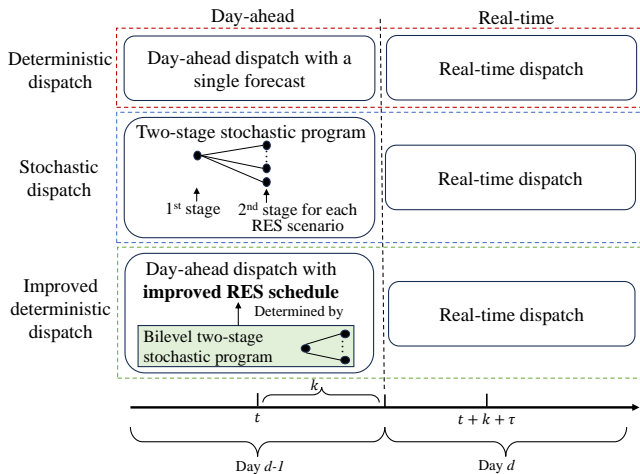 Day-ahead
Real-time
Deterministic
dispatch
Day-ahead dispatch with a
single forecast
Real-time dispatch
Stochastic
dispatch
Two-stage stochastic program
1st stage
2nd stage for each
RES scenario
Real-time dispatch
Improved
deterministic
dispatch
Day-ahead dispatch with
improved RES schedule
Determined by
Bilevel two-stage
stochastic program
Real-time dispatch
k
t
t + k + τ
Day d-1
Day d